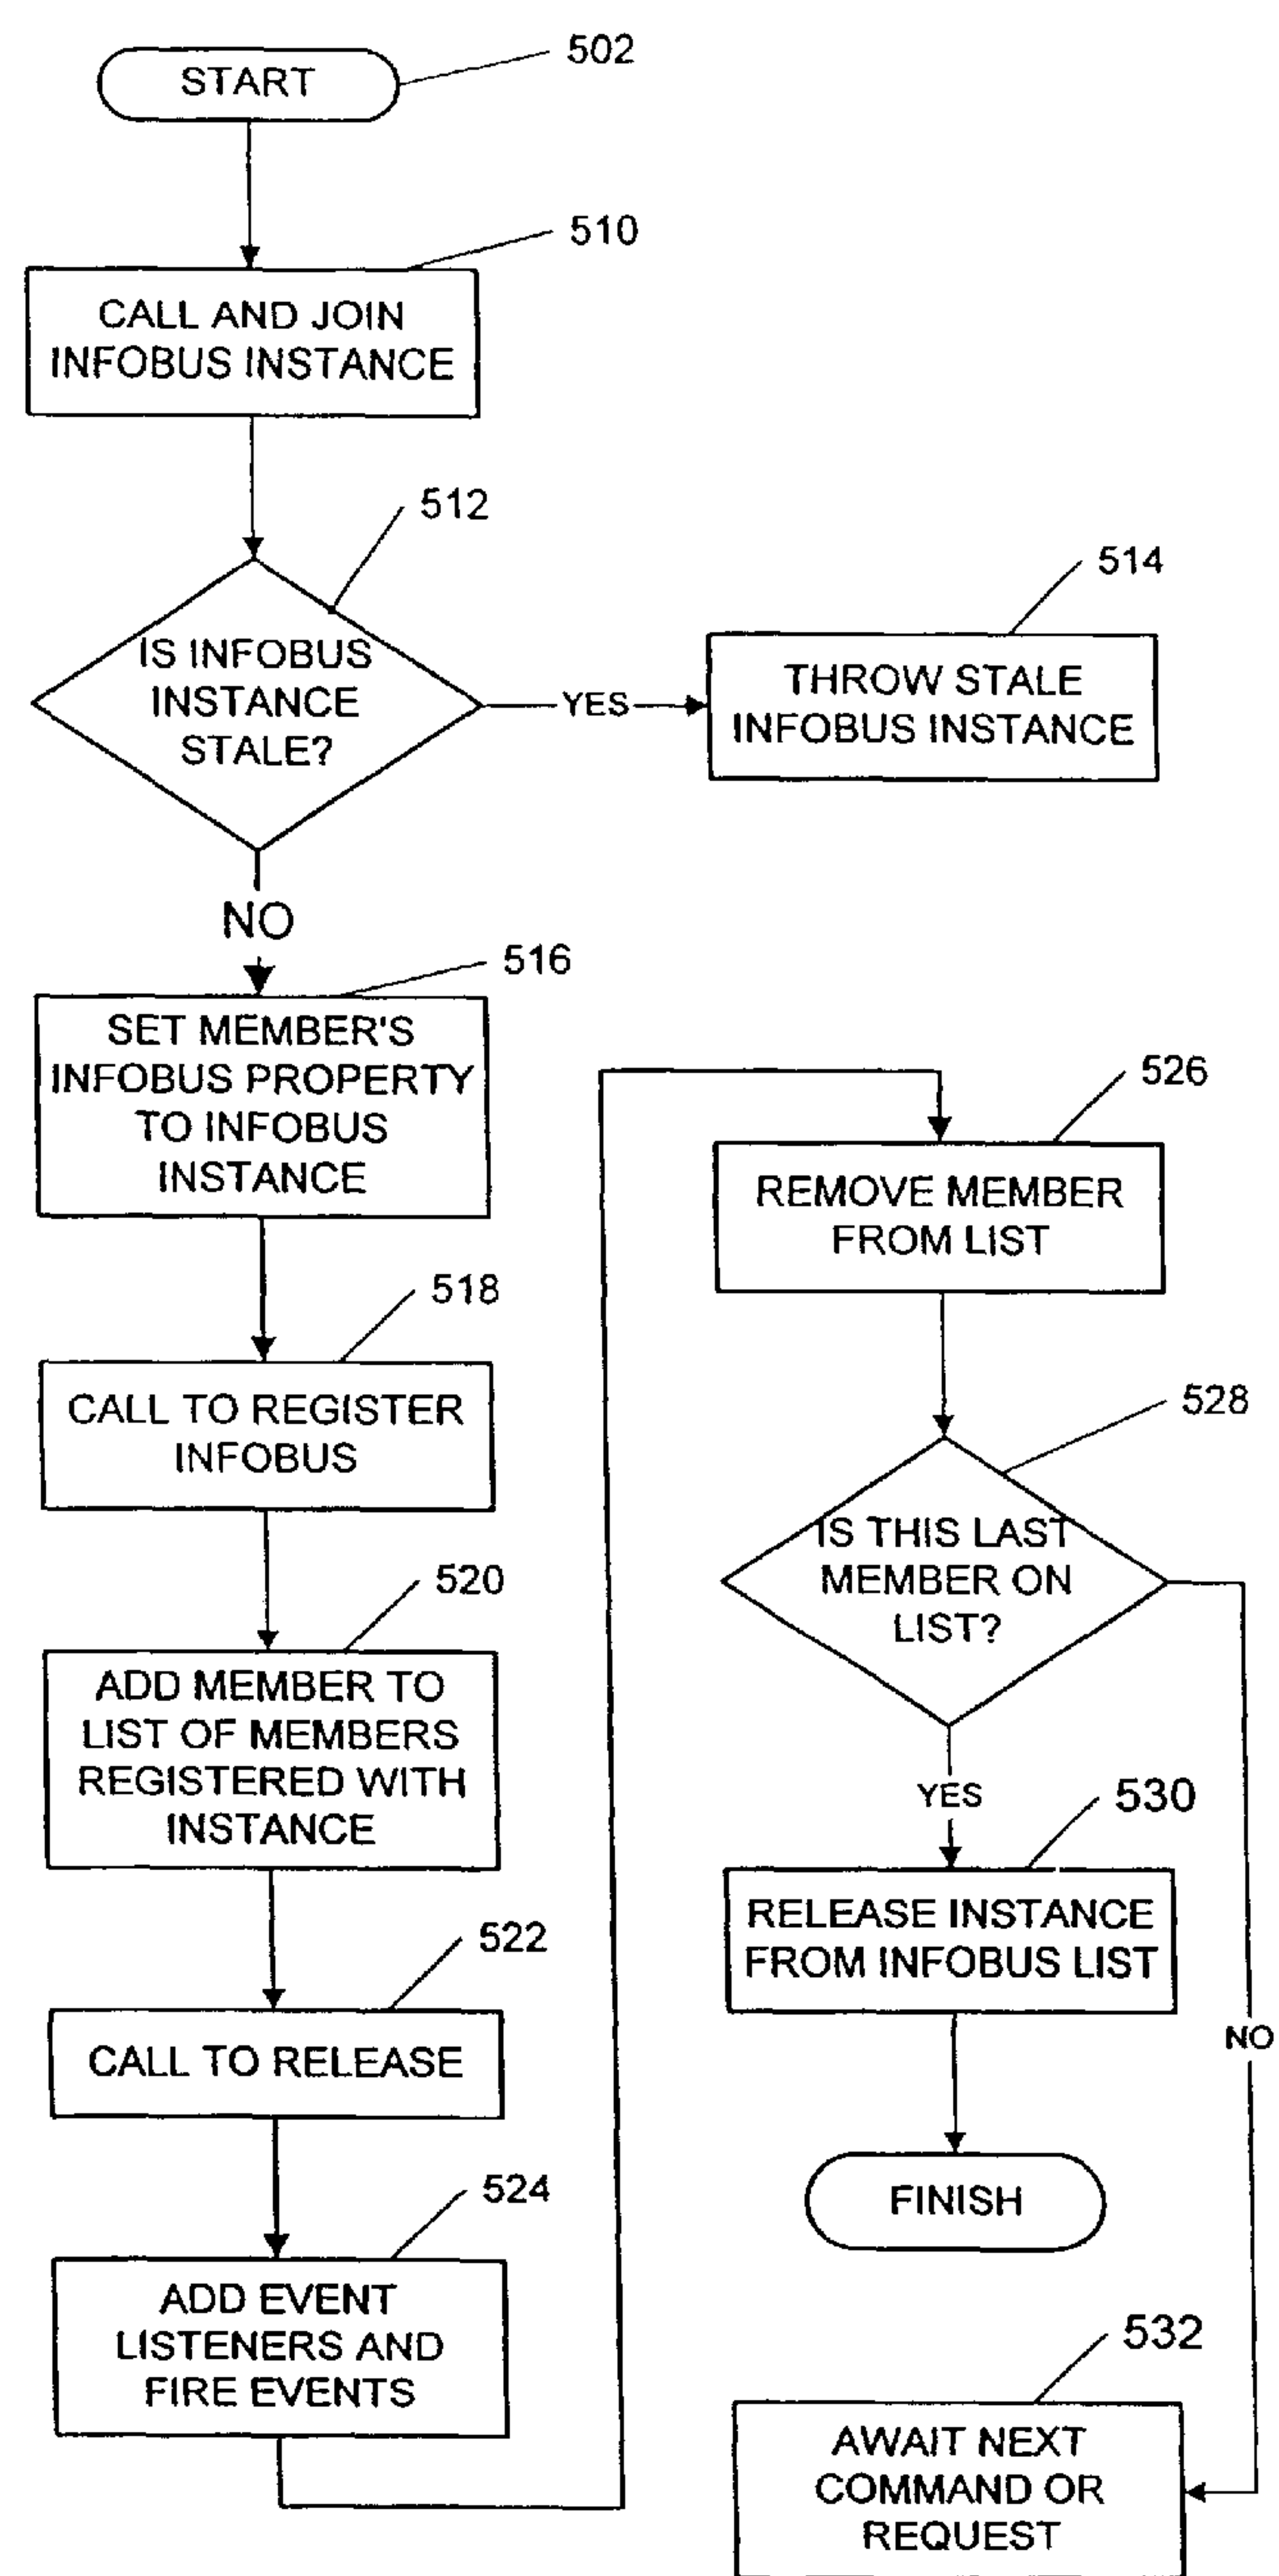 START
502
510
CALL AND JOIN
INFOBUS INSTANCE
512
IS INFOBUS
INSTANCE
STALE?
YES
514
THROW STALE
INFOBUS INSTANCE
NO
516
SET MEMBER'S
INFOBUS PROPERTY
TO INFOBUS
INSTANCE
518
CALL TO REGISTER
INFOBUS
520
ADD MEMBER TO
LIST OF MEMBERS
REGISTERED WITH
INSTANCE
522
CALL TO RELEASE
524
ADD EVENT
LISTENERS AND
FIRE EVENTS
526
REMOVE MEMBER
FROM LIST
528
IS THIS LAST
MEMBER ON
LIST?
YES
530
RELEASE INSTANCE
FROM INFOBUS LIST
NO
FINISH
532
AWAIT NEXT
COMMAND OR
REQUEST